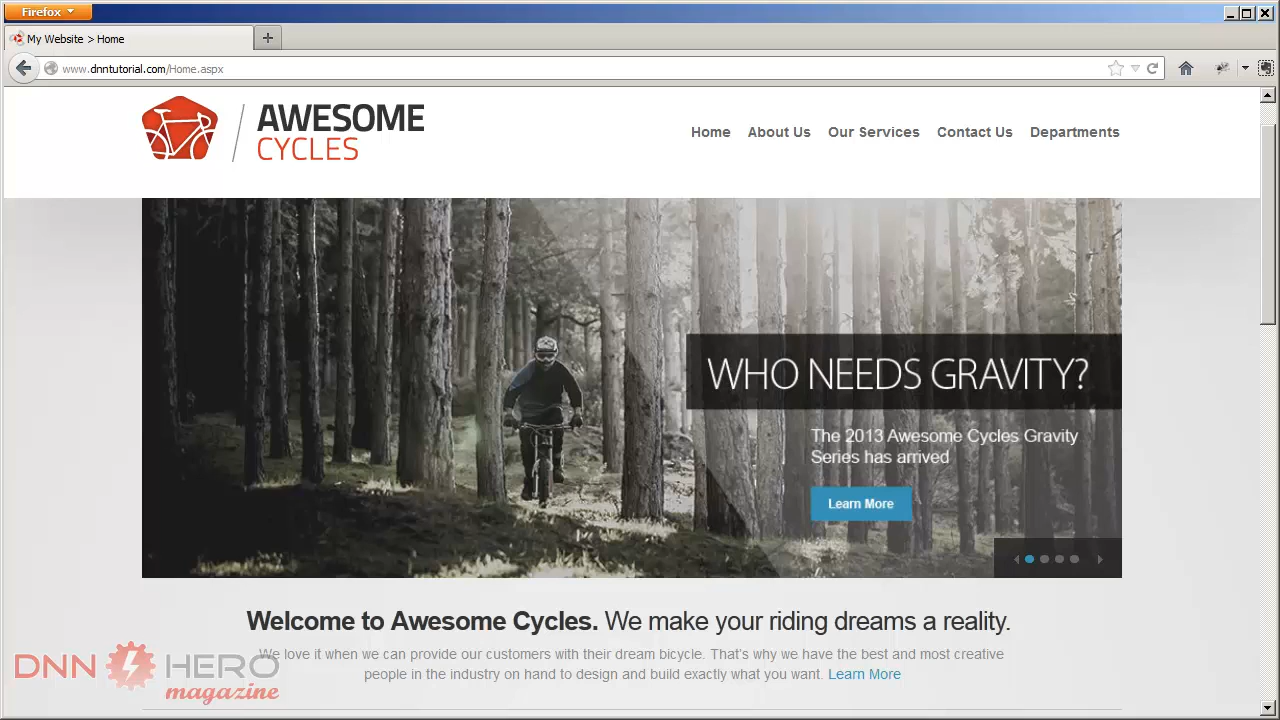 Firefox
My Website > Home
www.dnntutorial.com/Home.aspx
AWESOME
CYCLES
Home About Us Our Services Contact Us Departments
WHO NEEDS GRAVITY?
The 2013 Awesome Cycles Gravity
Series has arrived
Learn More
Welcome to Awesome Cycles. We make your riding dreams a reality.
We love it when we can provide our customers with their dream bicycle. That's why we have the best and most creative
people in the industry on hand to design and build exactly what you want. Learn More
DNN HERO
magazine